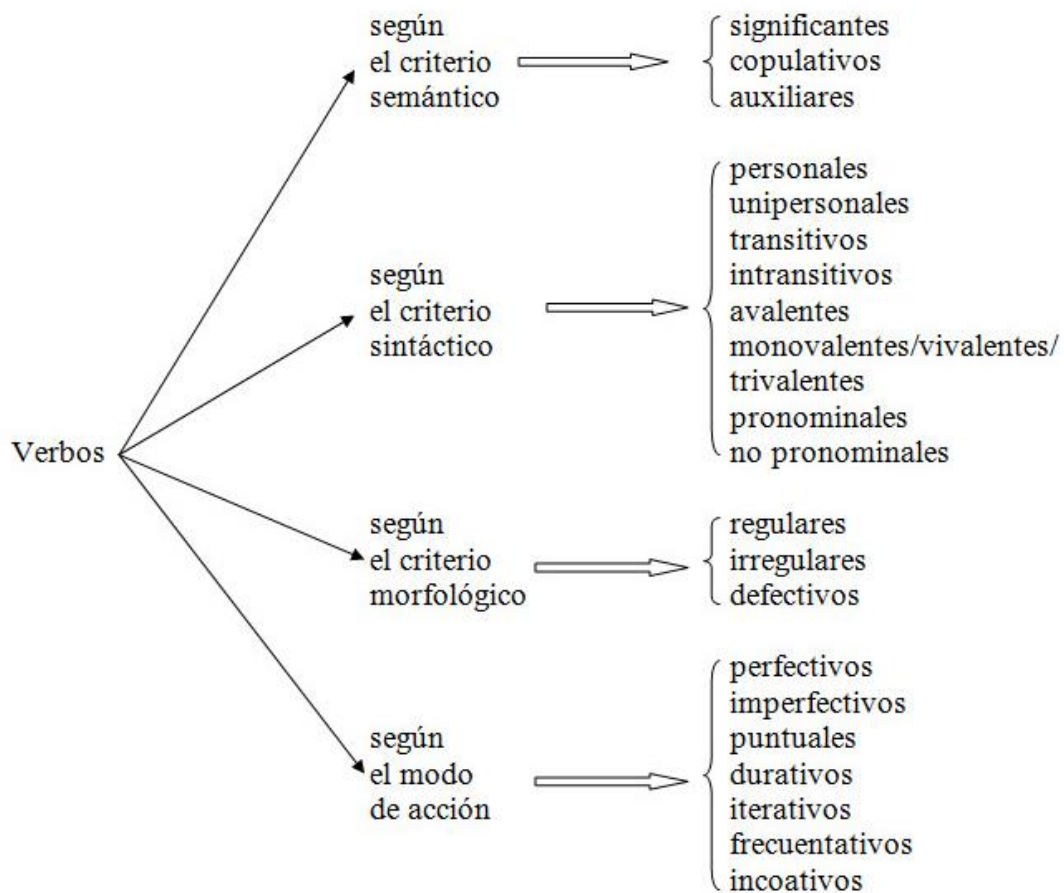 Verbos
según
el criterio
semántico
significantes
copulativos
auxiliares
según
el criterio
sintáctico
personales
unipersonales
transitivos
intransitivos
avalentes
monovalentes/vivalentes/
trivalentes
pronominales
no pronominales
según
el criterio
morfológico
regulares
irregulares
defectivos
según
el modo
de acción
perfectivos
imperfectivos
puntuales
durativos
iterativos
frecuentativos
incoativos